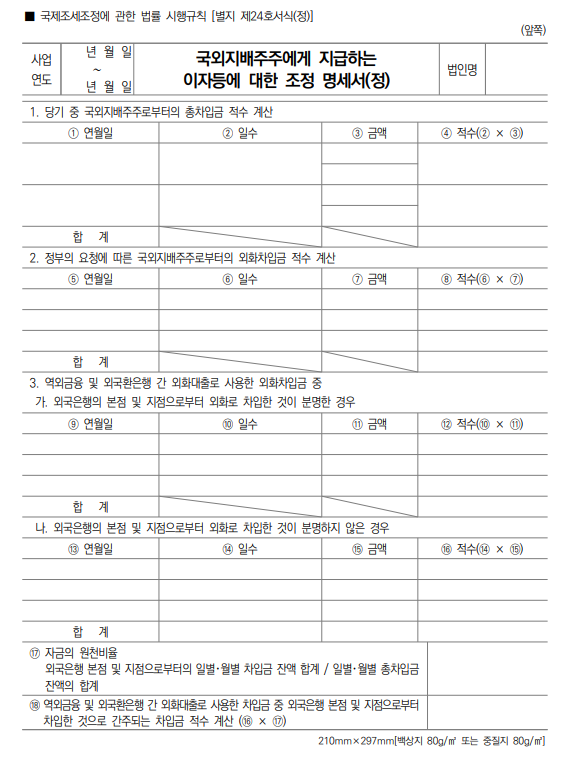 ■ 국제조세조정에 관한 법률 시행규칙 [별지 제24호서식(정)]
(앞쪽)
사업
연도
년 월 일
~
년 월 일
국외지배주주에게 지급하는
이자등에 대한 조정 명세서(정)
법인명
1. 당기 중 국외지배주주로부터의 총차입금 적수 계산
① 연월일 ② 일수 ③ 금액 ④ 적수(② × ③)
합 계
2. 정부의 요청에 따른 국외지배주주로부터의 외화차입금 적수 계산
⑤ 연월일 ⑥ 일수 ⑦ 금액 ⑧ 적수(⑥ × ⑦)
합 계
3. 역외금융 및 외국환은행 간 외화대출로 사용한 외화차입금 중
가. 외국은행의 본점 및 지점으로부터 외화로 차입한 것이 분명한 경우
⑨ 연월일 ⑩ 일수 ⑪ 금액 ⑫ 적수(⑩ × ⑪)
합 계
나. 외국은행의 본점 및 지점으로부터 외화로 차입한 것이 분명하지 않은 경우
⑬ 연월일 ⑭ 일수 ⑮ 금액 ⑯ 적수(⑭ × ⑮)
합 계
⑰ 자금의 원천비율
외국은행 본점 및 지점으로부터의 일별·월별 차입금 잔액 합계 / 일별·월별 총차입금
잔액의 합계
⑱ 역외금융 및 외국환은행 간 외화대출로 사용한 차입금 중 외국은행 본점 및 지점으로부터
차입한 것으로 간주되는 차입금 적수 계산 (⑯ × ⑰)
210mm×297mm[백상지 80g/㎡ 또는 중질지 80g/㎡]